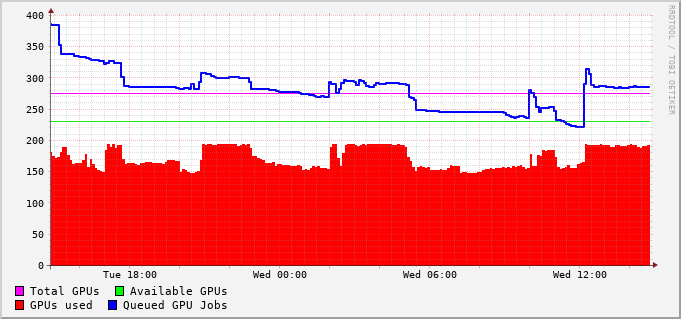 400
350
300
250
200
150
100
50
0
Tue 18:00 Wed 00:00 Wed 06:00 Wed 12:00
Total GPUs Available GPUs
GPUs used Queued GPU Jobs
RRDTOOL / TOBI OETIKER